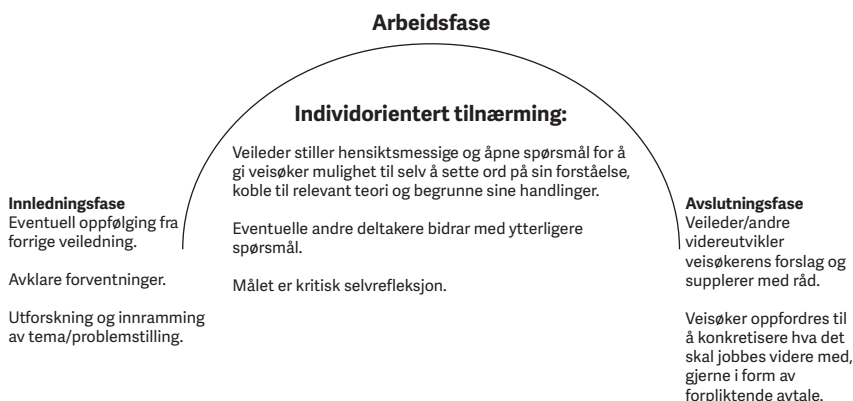 Arbeidsfase
Individorientert tilnærming:
Veileder stiller hensiktsmessige og åpne spørsmål for å
gi veisøker mulighet til selv å sette ord på sin forståelse,
koble til relevant teori og begrunne sine handlinger.
Eventuelle andre deltakere bidrar med ytterligere
spørsmål.
Målet er kritisk selvrefleksjon.
Innledningsfase
Eventuell oppfølging fra
forrige veiledning.
Avklare forventninger.
Utforskning og innramming
av tema/problemstilling.
Avslutningsfase
Veileder/andre
videreutvikler
veisøkerens forslag og
supplerer med råd.
Veisøker oppfordres til
å konkretisere hva det
skal jobbes videre med,
gjerne i form av
forpliktende avtale.